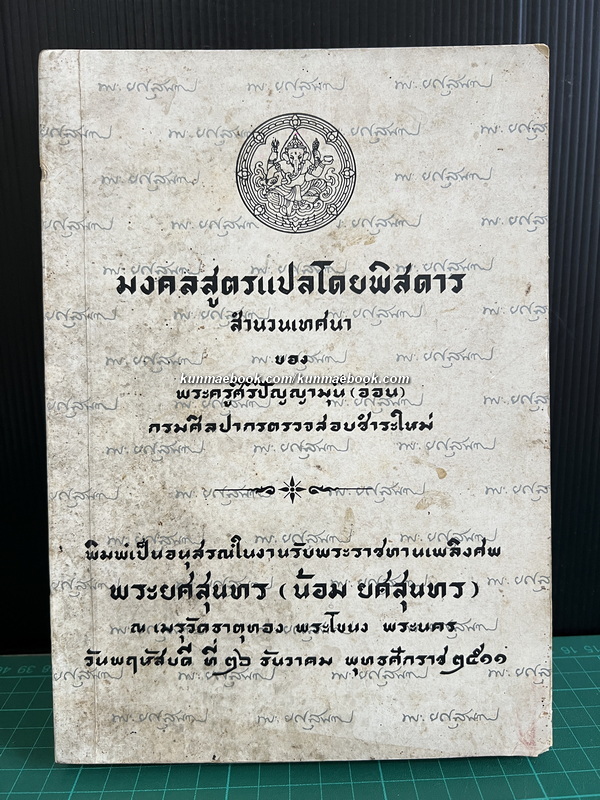 มงคลสูตรแปลโดยพิสดาร
สำนวนเทศนา
ของ
kunmaebook.com/kunmaebook.com
พระครูศิริปัญญามุนี (อ่อน)
กรมศิลปากรตรวจสอบชำระใหม่
พิมพ์เป็นอนุสรณ์ในงานรับพระราชทานเพลิงศพ
พระยศสุนทร (น้อม ยศสุนทร)
ณ เมรุวัดธาตุทอง พระโขนง พระนคร
วันพฤหัสบดี ที่ ๒๖ ธันวาคม พุทธศักราช ๒๕๑๑